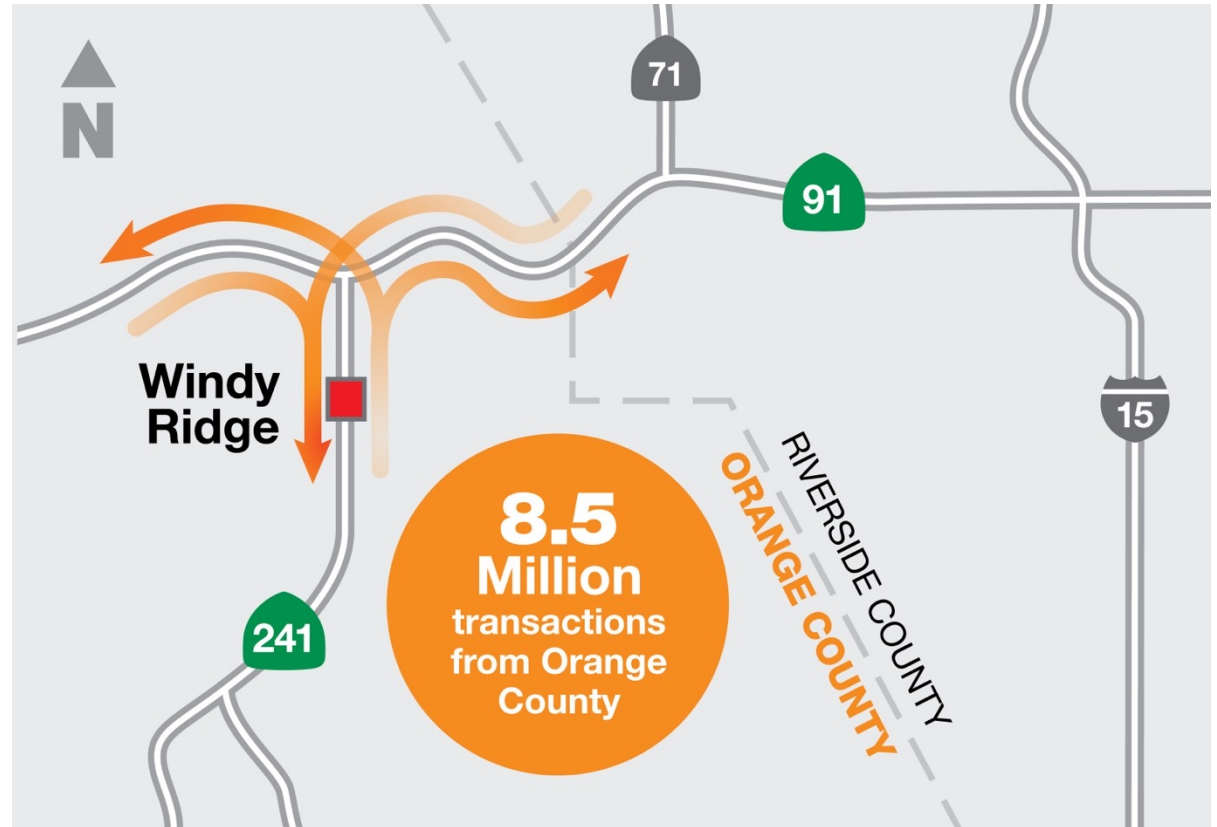 N
71
91
Windy
Ridge
15
8.5
Million
transactions
from Orange
County
RIVERSIDE COUNTY
ORANGE COUNTY
241